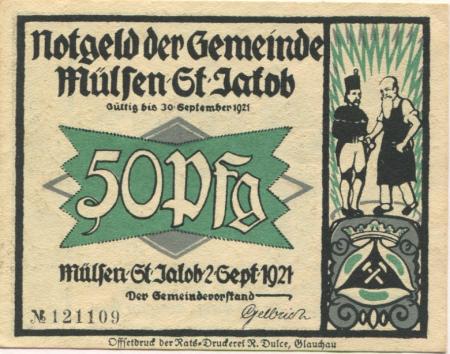 Notgeld der Gemeinde
Mülsen-St-Jakob
Gültig bis 30-September 1921
50 Pfg
Mülsen-St-Jakob-2-Sept-1921
Der Gemeindevorstand
Gelbrich
№ 121109
Offsetdruck der Rats-Druckerei R. Dulce, Glauchau